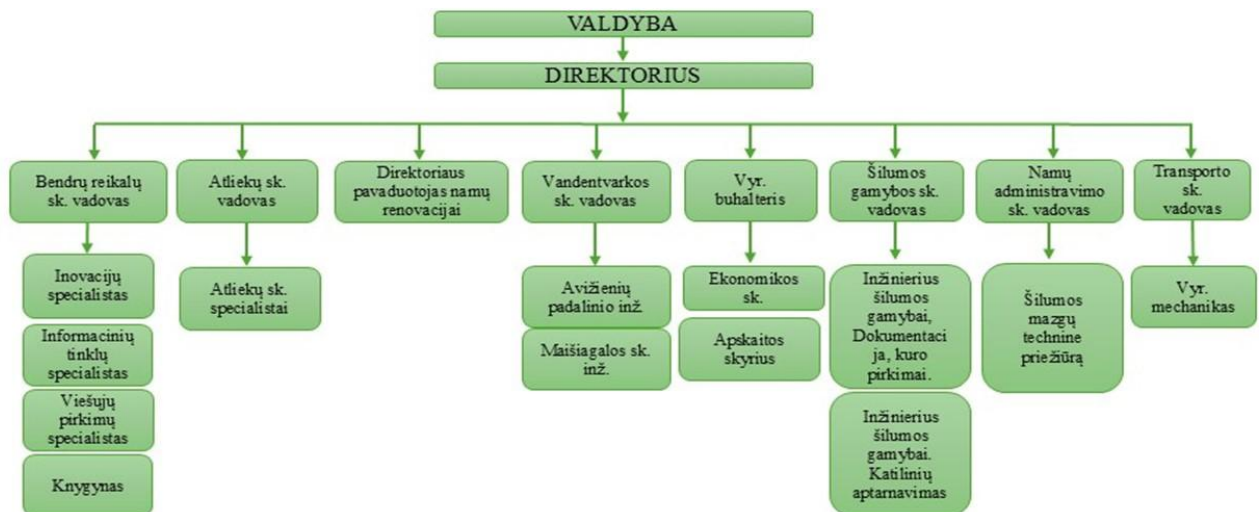 VALDYBA
DIREKTORIUS
Bendrų reikalų
sk. vadovas
Atliekų sk.
vadovas
Direktoriaus
pavaduotojas namų
renovacijai
Vandentvarkos
sk. vadovas
Vyr.
buhalteris
Šilumos
gamybos sk.
vadovas
Namų
administravimo
sk. vadovas
Transporto
sk.
vadovas
Inovacijų
specialistas
Informacinių
tinklų
specialistas
Viešųjų
pirkimų
specialistas
Knygynas
Atliekų sk.
specialistai
Avižienių
padalinio inž.
Maišiagalos sk.
inž.
Ekonomikos
sk.
Apskaitos
skyrius
Inžinierius
šilumos
gamybai,
Dokumentaci
ja, kuro
pirkimai.
Inžinierius
šilumos
gamybai.
Katilinių
aptarnavimas
Šilumos
mazgų
technine
priežiūrą
Vyr.
mechanikas